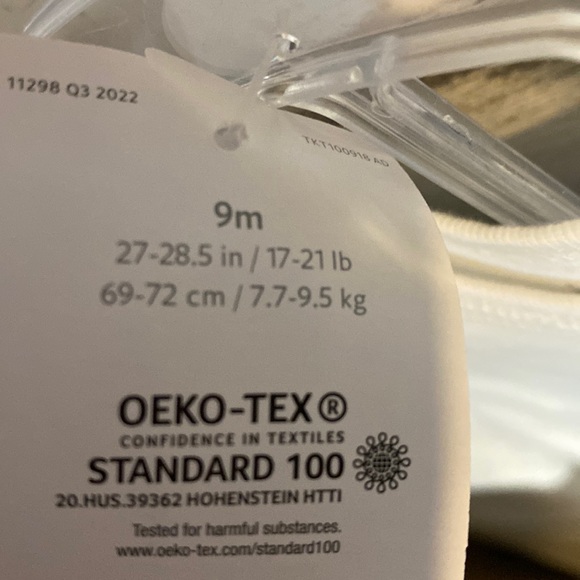 11298 Q3 2022
TKT100918 AD
9m
27-28.5 in / 17-21 lb
69-72 cm / 7.7-9.5 kg
OEKO-TEX®
CONFIDENCE IN TEXTILES
STANDARD 100
20.HUS.39362 HOHENSTEIN HTTI
Tested for harmful substances.
www.oeko-tex.com/standard100